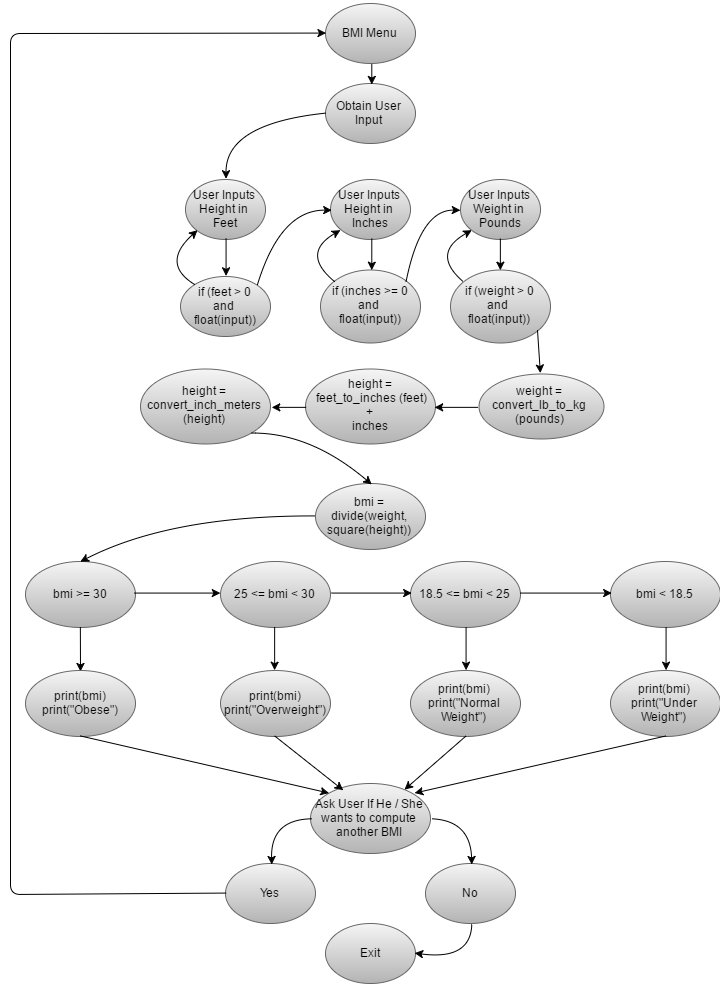 BMI Menu
Obtain User
Input
User Inputs
Height in
Feet
User Inputs
Height in
Inches
User Inputs
Weight in
Pounds
if (feet > 0
and
float(input))
if (inches >= 0
and
float(input))
if (weight > 0
and
float(input))
height =
convert_inch_meters
(height)
height =
feet_to_inches (feet)
+
inches
weight =
convert_lb_to_kg
(pounds)
bmi =
divide(weight,
square(height))
bmi >= 30
25 <= bmi < 30
18.5 <= bmi < 25
bmi < 18.5
print(bmi)
print("Obese")
print(bmi)
print("Overweight")
print(bmi)
print("Normal
Weight")
print(bmi)
print("Under
Weight")
Ask User If He / She
wants to compute
another BMI
Yes
No
Exit